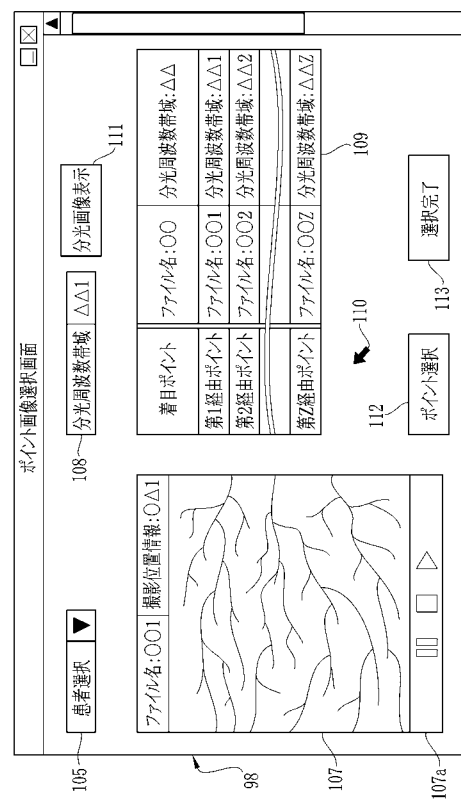 ポイント画像選択画面
患者選択
105
分光周波数帯域 △△1
108
分光画像表示
111
ファイル名:〇〇1 撮影位置情報:〇△1
着目ポイント ファイル名:〇〇 分光周波数帯域:△△
第1経由ポイント ファイル名:〇〇1 分光周波数帯域:△△1
第2経由ポイント ファイル名:〇〇2 分光周波数帯域:△△2
第Z経由ポイント ファイル名:〇〇Z 分光周波数帯域:△△Z
109
110
98
107
107a
ポイント選択
112
選択完了
113